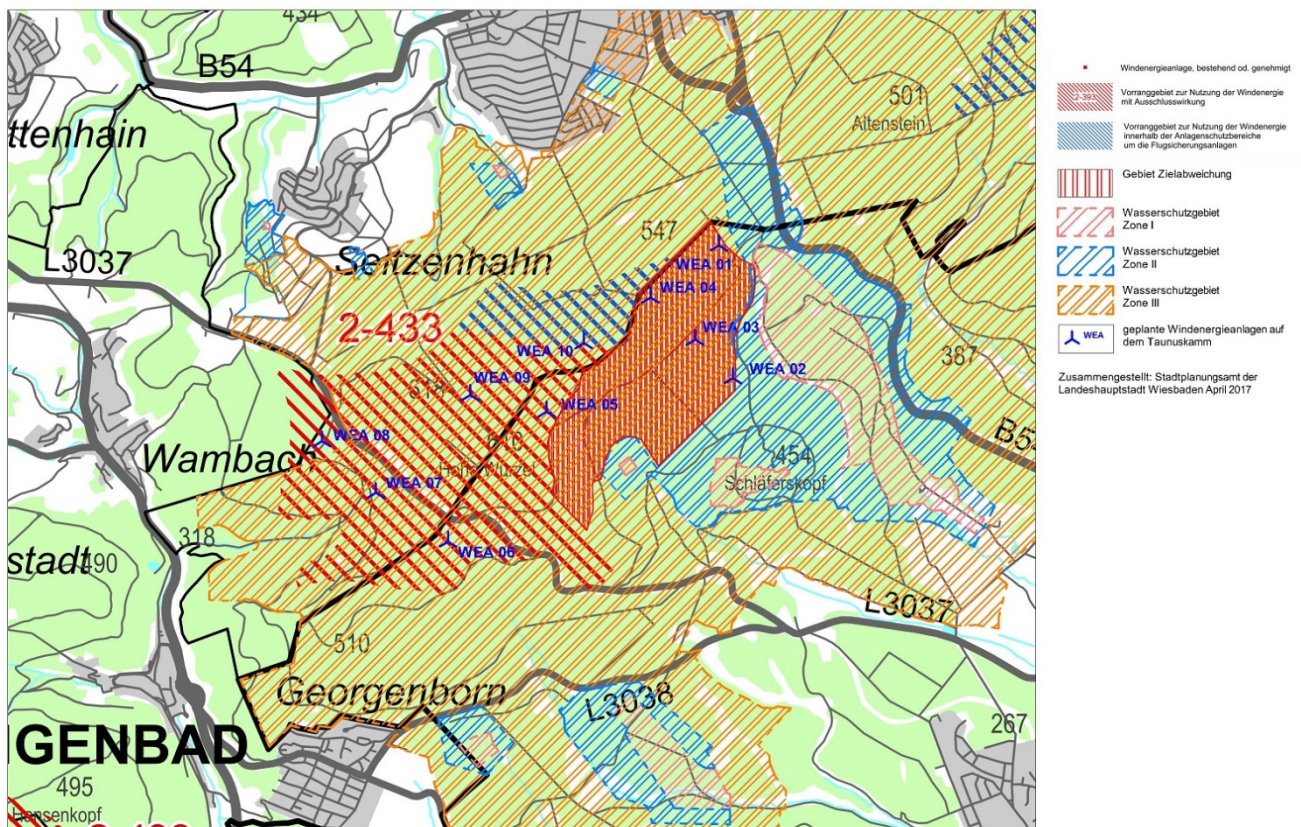 434
B54
501
Altenstein
ttenhain
L3037
547
Seitzenhahn
WEA 01
WEA 04
2-433
WEA 03
WEA 10
387
WEA 02
WEA 09
WEA 05
B5
WEA 08
Wambach
Hohe Wurzel
454
Schläferskopf
WEA 07
318
WEA 06
stadt
490
L3037
510
Georgenborn
L3038
267
IGENBAD
495
Hansenkopf
Windenergieanlage, bestehend od. genehmigt
2-393
Vorranggebiet zur Nutzung der Windenergie
mit Ausschlusswirkung
Vorranggebiet zur Nutzung der Windenergie
innerhalb der Anlagenschutzbereiche
um die Flugsicherungsanlagen
Gebiet Zielabweichung
Wasserschutzgebiet
Zone I
Wasserschutzgebiet
Zone II
Wasserschutzgebiet
Zone III
WEA
geplante Windenergieanlagen auf
dem Taunuskamm
Zusammengestellt: Stadtplanungsamt der
Landeshauptstadt Wiesbaden April 2017